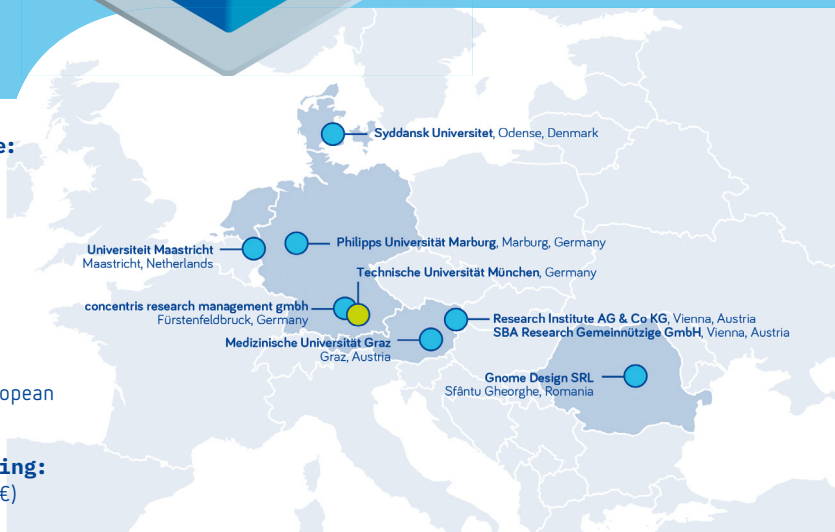 e:
Syddansk Universitet, Odense, Denmark
Universiteit Maastricht
Maastricht, Netherlands
Philipps Universität Marburg, Marburg, Germany
Technische Universität München, Germany
concentris research management gmbh
Fürstenfeldbruck, Germany
Medizinische Universität Graz
Graz, Austria
Research Institute AG & Co KG, Vienna, Austria
SBA Research Gemeinnützige GmbH, Vienna, Austria
Gnome Design SRL
Sfântu Gheorghe, Romania
opean
ing:
€)